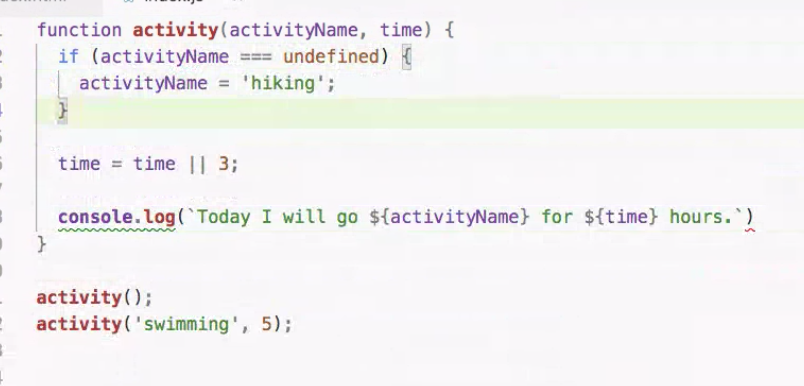 function activity(activityName, time) {
if (activityName === undefined) {
activityName = 'hiking';
}
time = time || 3;
console.log(`Today I will go ${activityName} for ${time} hours.`)
}
activity();
activity('swimming', 5);